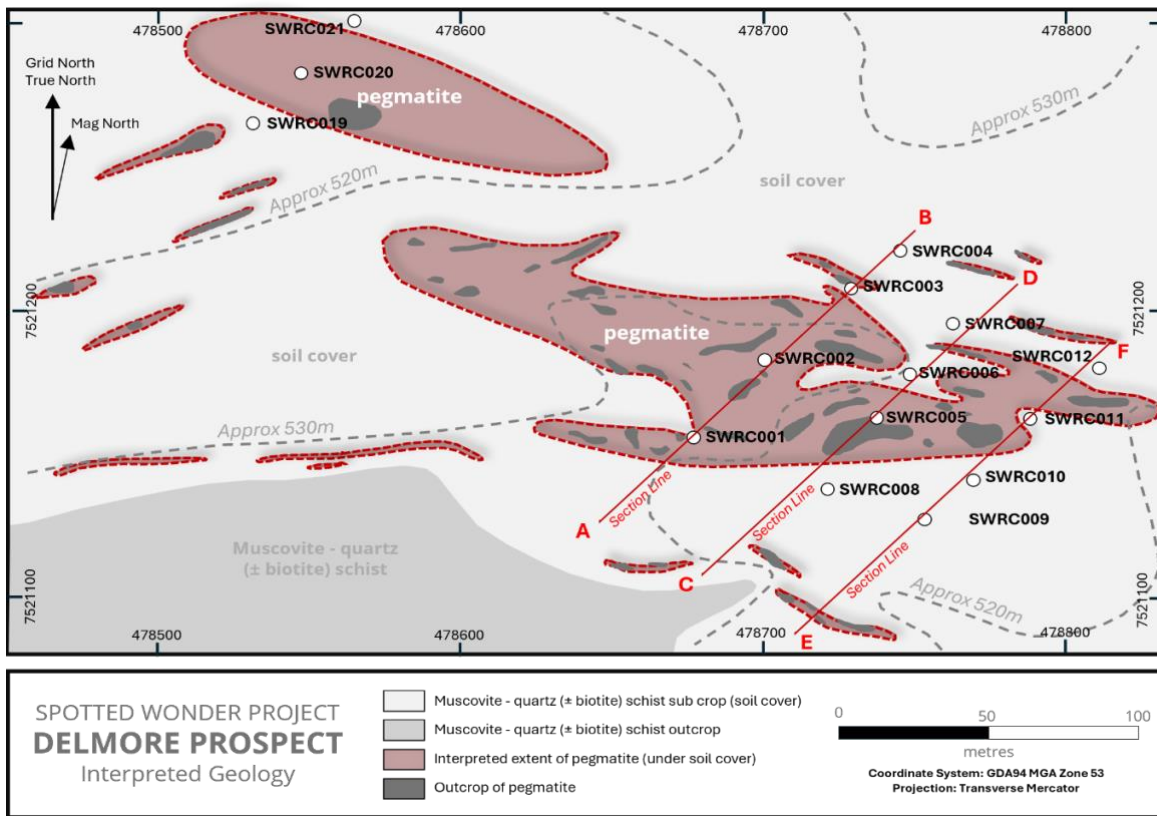 478500
478600
478700
478800
SWRC021
SWRC020
pegmatite
SWRC019
Grid North
True North
Mag North
Approx 530m
Approx 520m
soil cover
B
SWRC004
D
SWRC003
7521200
7521200
SWRC007
pegmatite
F
SWRC012
soil cover
SWRC002
SWRC006
SWRC005
SWRC011
Approx 530m
SWRC001
SWRC010
SWRC008
Section Line
Section Line
SWRC009
A
Muscovite - quartz
(± biotite) schist
Section Line
C
Approx 520m
7521100
7521100
E
478500
478600
478700
478800
SPOTTED WONDER PROJECT
DELMORE PROSPECT
Interpreted Geology
Muscovite - quartz (± biotite) schist sub crop (soil cover)
Muscovite - quartz (± biotite) schist outcrop
Interpreted extent of pegmatite (under soil cover)
Outcrop of pegmatite
0
50
100
metres
Coordinate System: GDA94 MGA Zone 53
Projection: Transverse Mercator